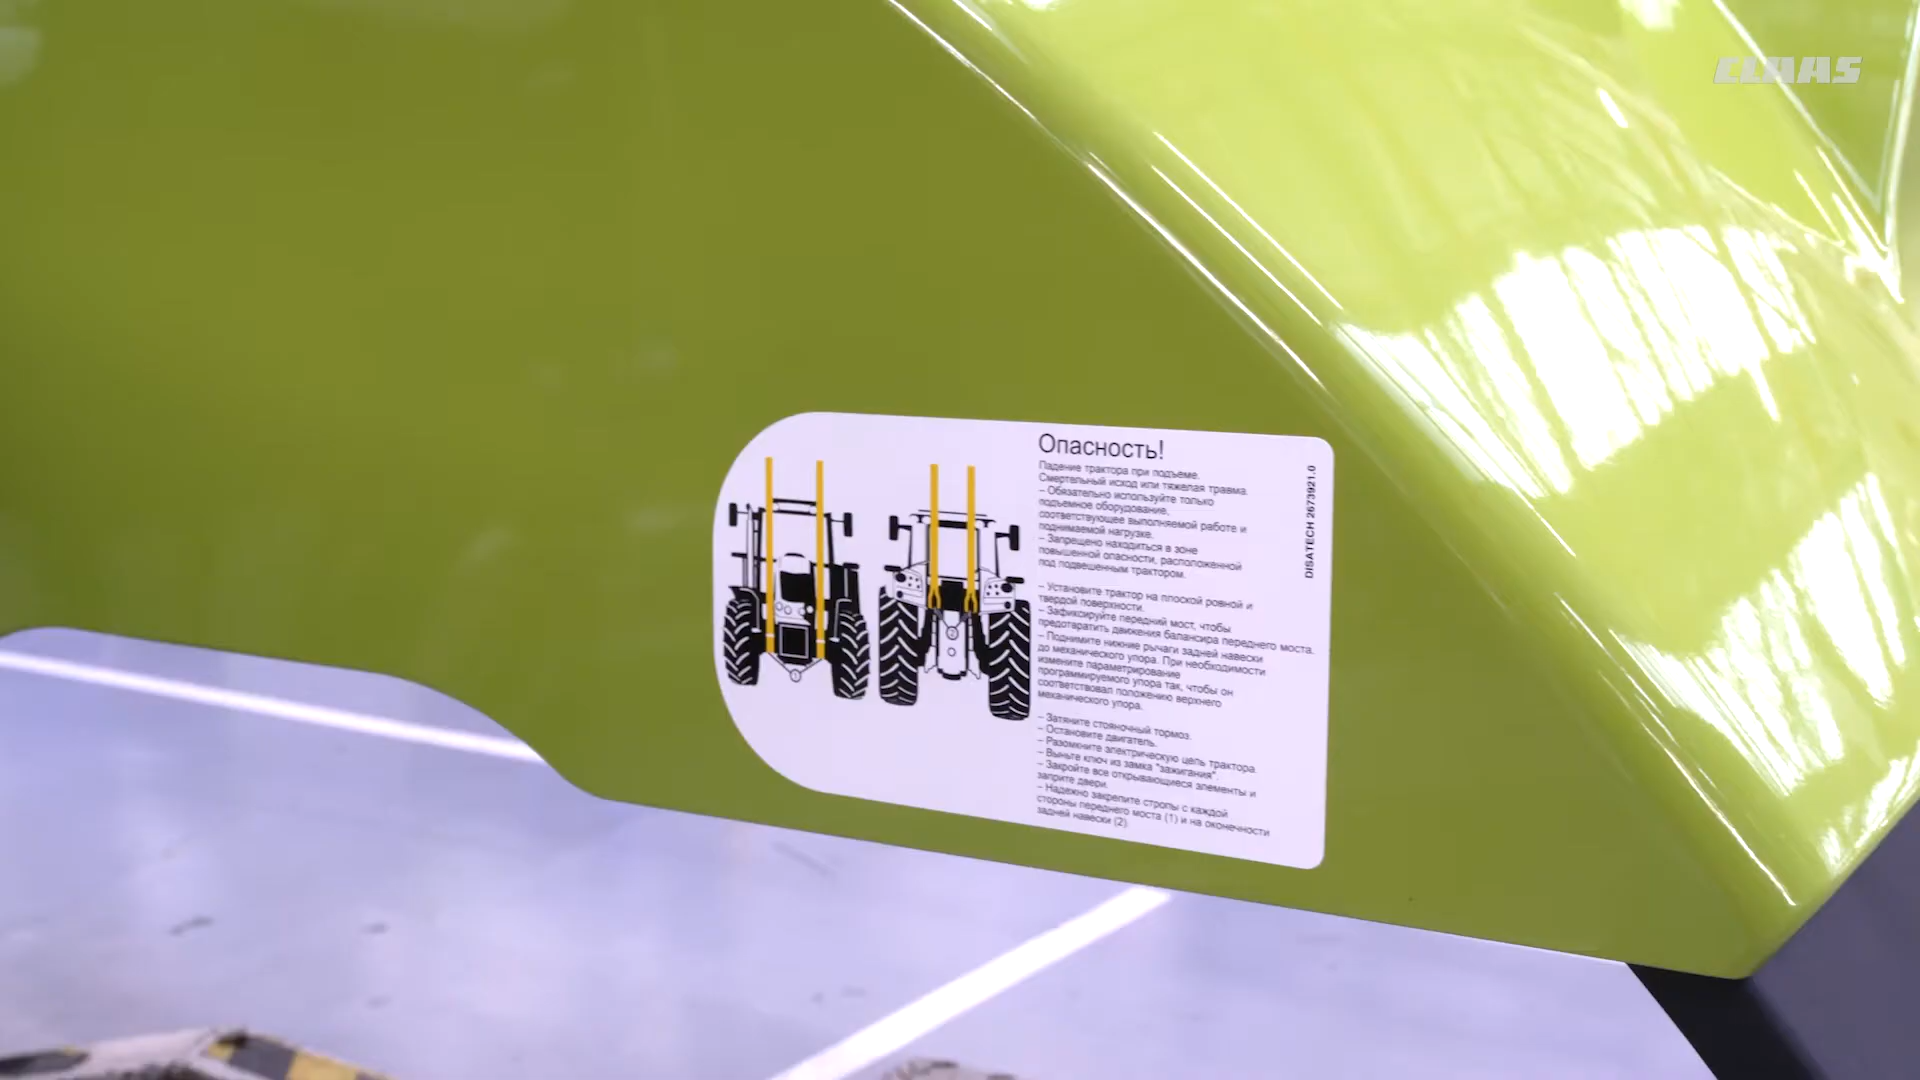 CLAAS
Опасность!
Падение трактора при подъеме.
Смертельный исход или тяжелая травма.
– Обязательно используйте только
подъемное оборудование,
соответствующее выполняемой работе и
поднимаемой нагрузке.
– Запрещено находиться в зоне
повышенной опасности, расположенной
под подвешенным трактором.
– Установите трактор на плоской ровной и
твердой поверхности.
– Зафиксируйте передний мост, чтобы
предотвратить движения балансира переднего моста.
– Поднимите нижние рычаги задней навески
до механического упора. При необходимости
измените параметрирование
программируемого упора так, чтобы он
соответствовал положению верхнего
механического упора.
– Затяните стояночный тормоз.
– Остановите двигатель.
– Разомкните электрическую цепь трактора.
– Выньте ключ из замка "зажигания".
– Закройте все открывающиеся элементы и
заприте двери.
– Надежно закрепите стропы с каждой
стороны переднего моста (1) и на оконечности
задней навески (2).
DISATECH 2673921.0
1
2